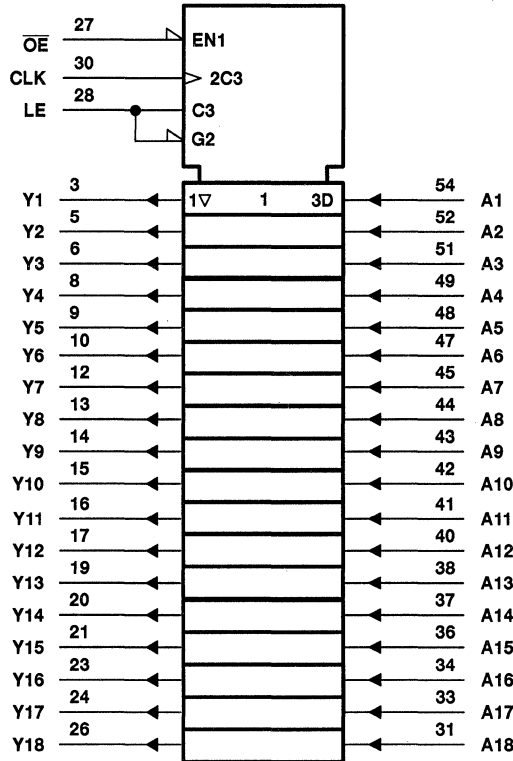 OE 27 EN1
CLK 30 2C3
LE 28 C3
G2
Y1 3 1▽ 1 3D 54 A1
Y2 5 52 A2
Y3 6 51 A3
Y4 8 49 A4
Y5 9 48 A5
Y6 10 47 A6
Y7 12 45 A7
Y8 13 44 A8
Y9 14 43 A9
Y10 15 42 A10
Y11 16 41 A11
Y12 17 40 A12
Y13 19 38 A13
Y14 20 37 A14
Y15 21 36 A15
Y16 23 34 A16
Y17 24 33 A17
Y18 26 31 A18